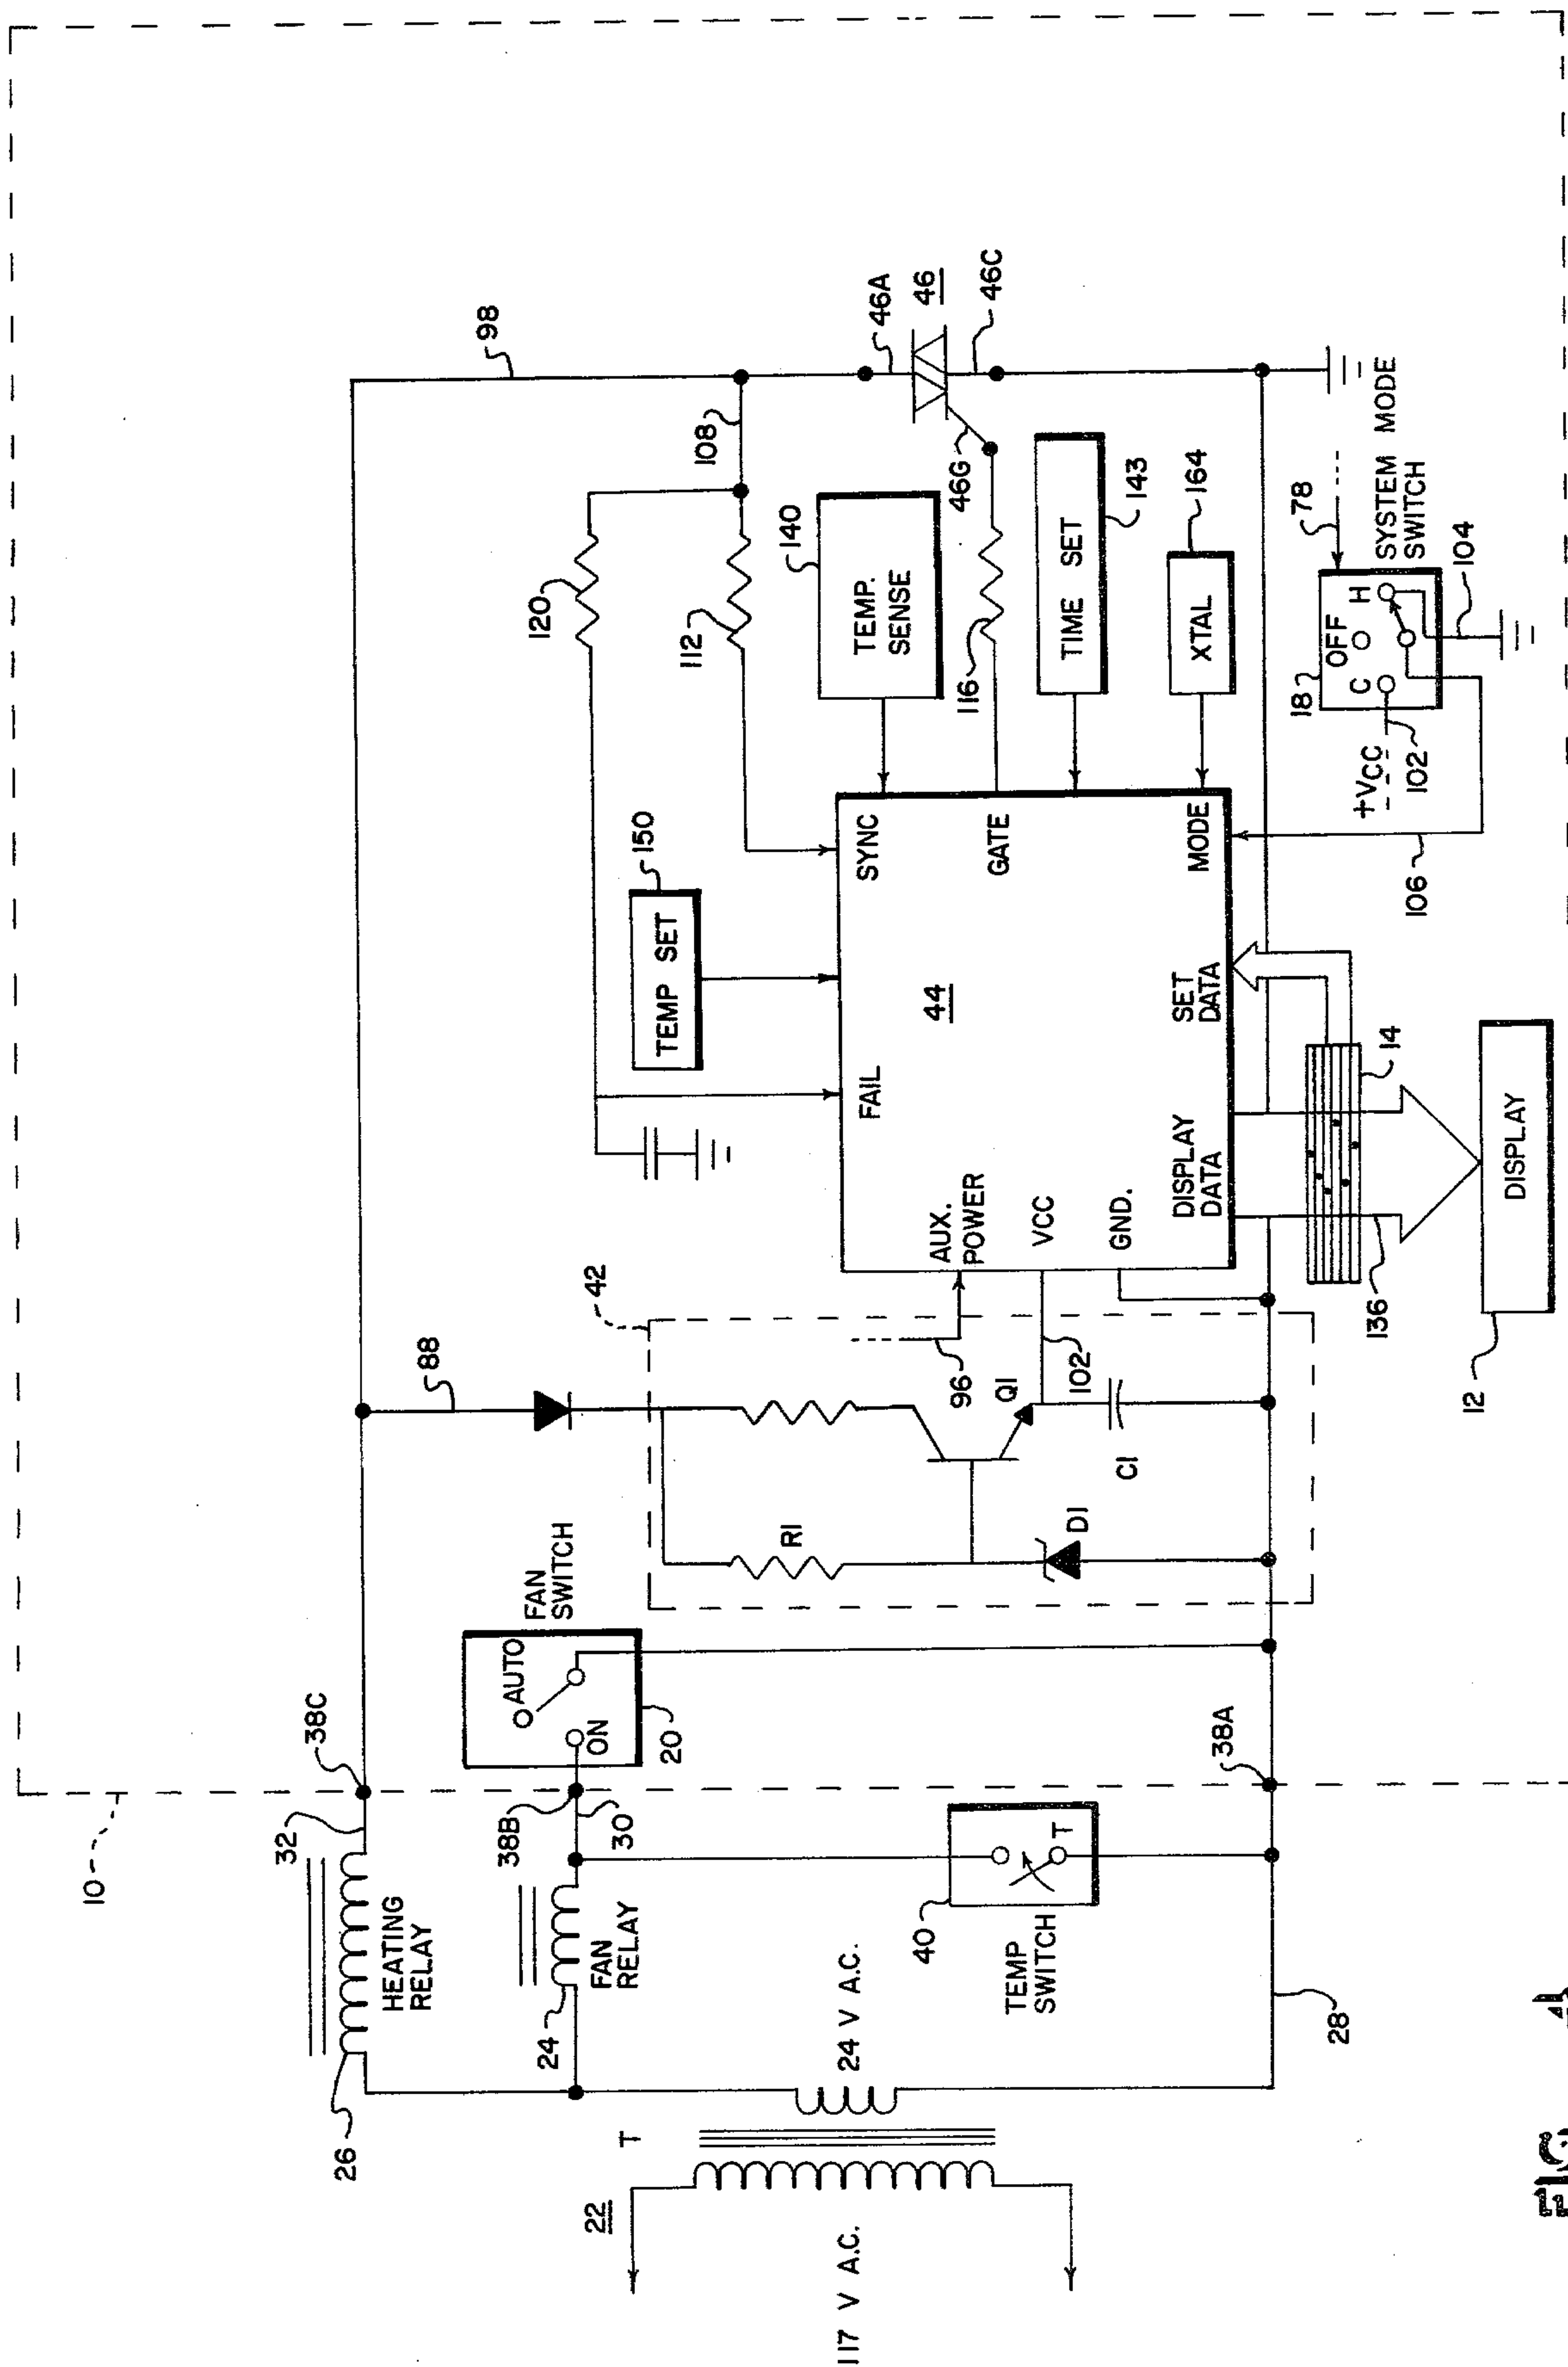 10
26
HEATING
RELAY
32
38C
88
98
22
T
117 V A.C.
24 V A.C.
24
FAN
RELAY
38B
30
AUTO
ON
FAN
SWITCH
20
40
T
TEMP
SWITCH
28
38A
42
R1
D1
Q1
C1
96
102
120
108
112
150
TEMP SET
140
TEMP.
SENSE
46A
46
46C
46G
116
TIME SET
143
XTAL
164
FAIL
SYNC
44
AUX.
POWER
VCC
GND.
GATE
DISPLAY
DATA
SET
DATA
MODE
14
136
DISPLAY
12
106
+VCC
102
18
OFF
C
H
78
SYSTEM MODE
SWITCH
104